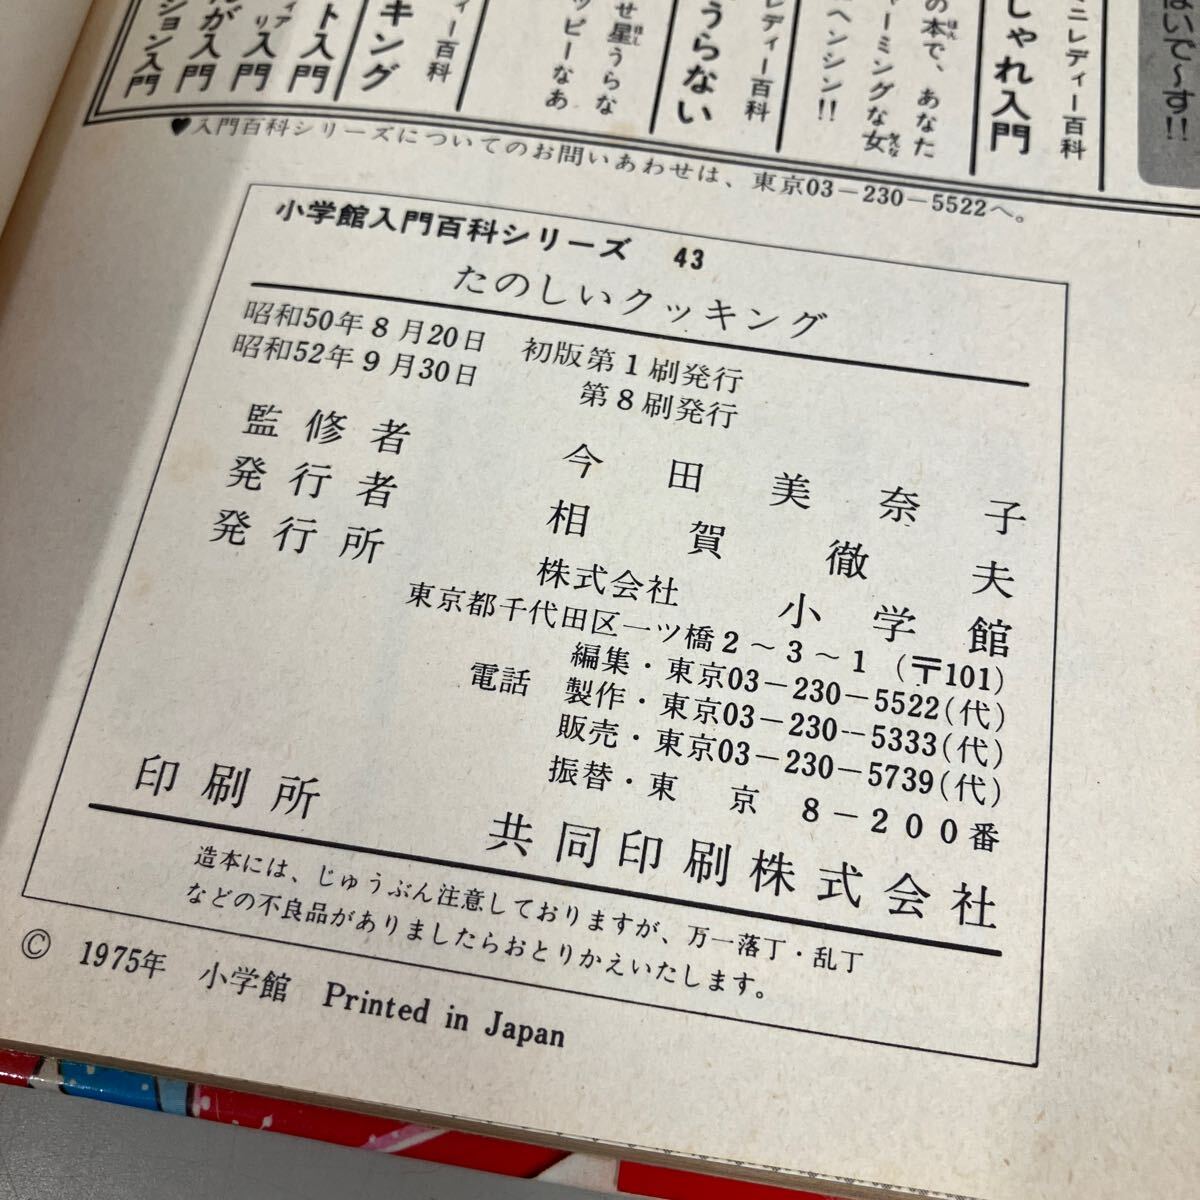 ばいで〜す!!
ニレディー百科
しゃれ入門
の本で、あなた
ャーミングな女
ヘンシン!!
レディー百科
うらない
せ星うらな
ッピーなあ
ィー百科
キング
ト入門
入門
が入門
ション入門
♥入門百科シリーズについてのお問いあわせは、東京03−230−5522へ。
小学館入門百科シリーズ 43
たのしいクッキング
昭和50年8月20日 初版第1刷発行
昭和52年9月30日 第8刷発行
監修者 今田美奈子
発行者 相賀徹夫
発行所 株式会社 小学館
東京都千代田区一ツ橋2〜3〜1 (〒101)
編集・東京03−230−5522(代)
電話 製作・東京03−230−5333(代)
販売・東京03−230−5739(代)
振替・東京 8−200番
印刷所 共同印刷株式会社
造本には、じゅうぶん注意しておりますが、万一落丁・乱丁
などの不良品がありましたらおとりかえいたします。
© 1975年 小学館 Printed in Japan